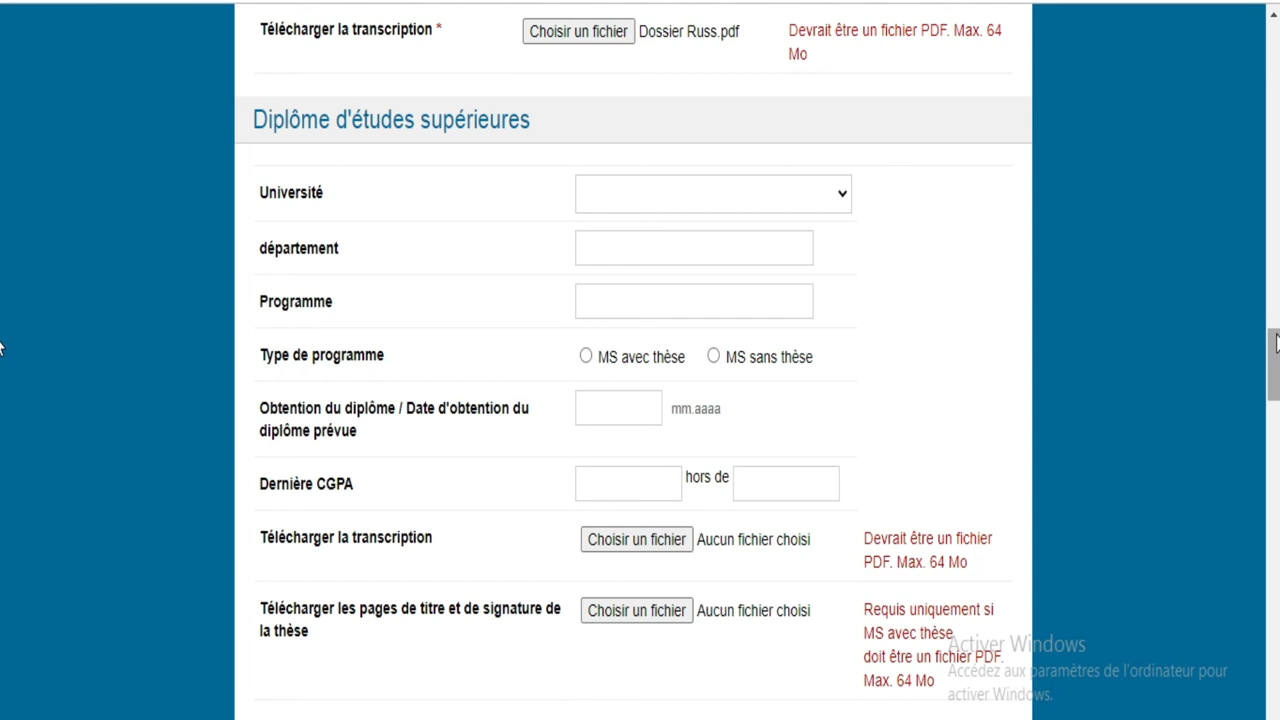 Télécharger la transcription * Choisir un fichier Dossier Russ.pdf Devrait être un fichier PDF. Max. 64
Mo
Diplôme d'études supérieures
Université
département
Programme
Type de programme MS avec thèse MS sans thèse
Obtention du diplôme / Date d'obtention du
diplôme prévue
mm.aaaa
Dernière CGPA hors de
Télécharger la transcription Choisir un fichier Aucun fichier choisi Devrait être un fichier
PDF. Max. 64 Mo
Télécharger les pages de titre et de signature de
la thèse
Choisir un fichier Aucun fichier choisi
Requis uniquement si
MS avec thèse
doit être un fichier PDF.
Max. 64 Mo
Activer Windows
Accédez aux paramètres de l'ordinateur pour
activer Windows.